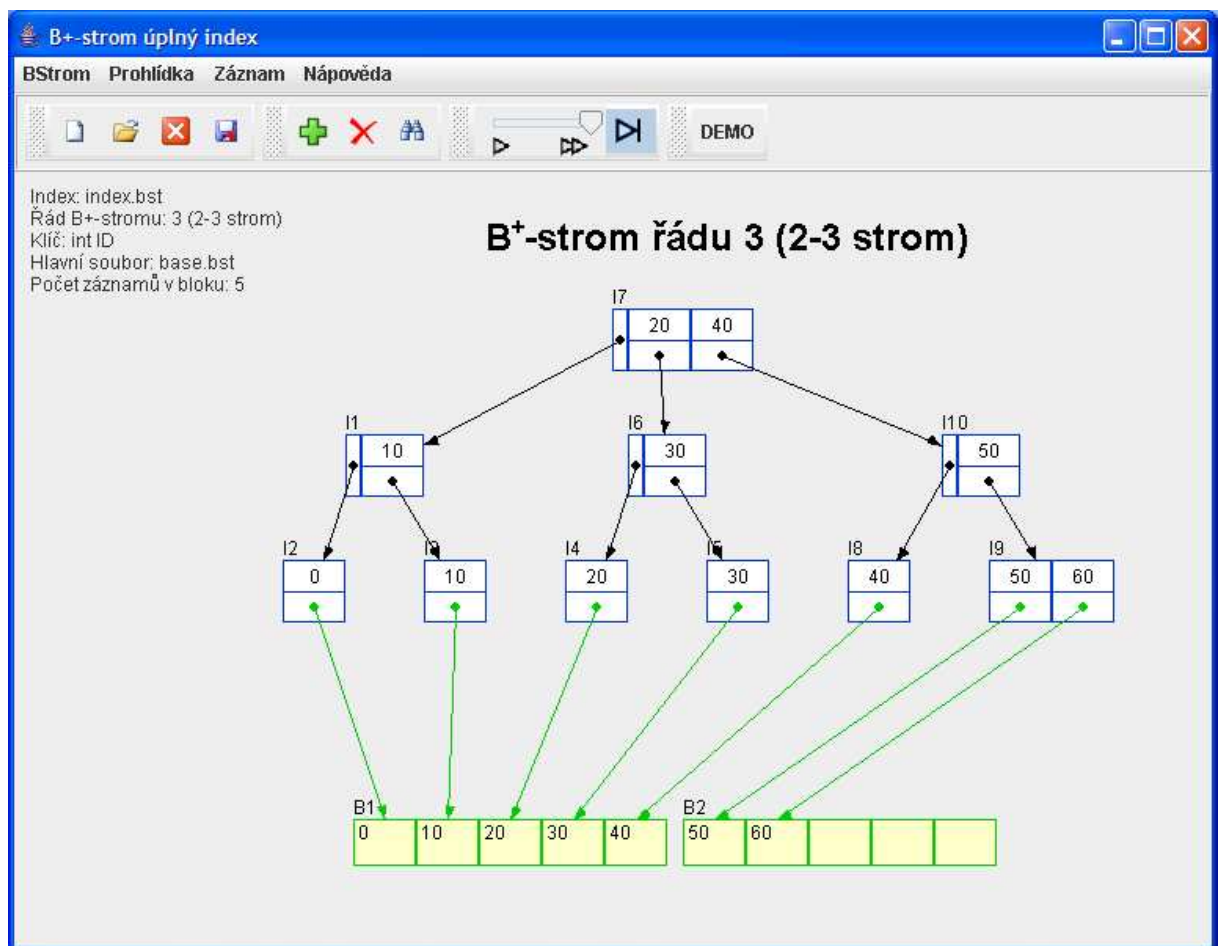 B+-strom úplný index
BStrom Prohlídka Záznam Nápověda
DEMO
Index: index.bst
Řád B+-stromu: 3 (2-3 strom)
Klíč: int ID
Hlavní soubor: base.bst
Počet záznamů v bloku: 5
B+-strom řádu 3 (2-3 strom)
I7
20 40
I1 I6 I10
10 30 50
I2 I3 I4 I5 I8 I9
0 10 20 30 40 50 60
B1 B2
0 10 20 30 40 50 60